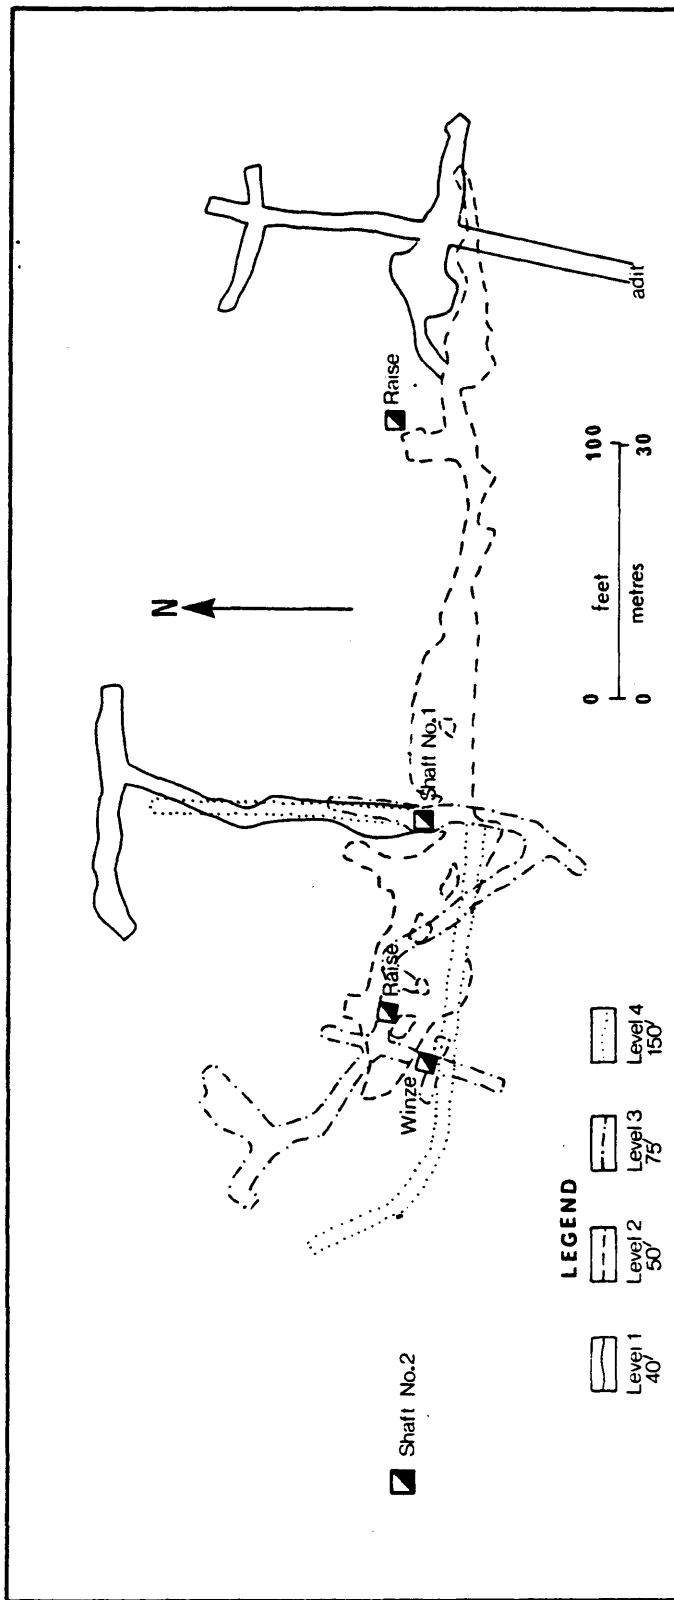 N
Raise
adit
Shaft No.1
Raise
Winze
Shaft No.2
0 100
feet
metres
0 30
LEGEND
Level 1
40'
Level 2
50'
Level 3
75'
Level 4
150'